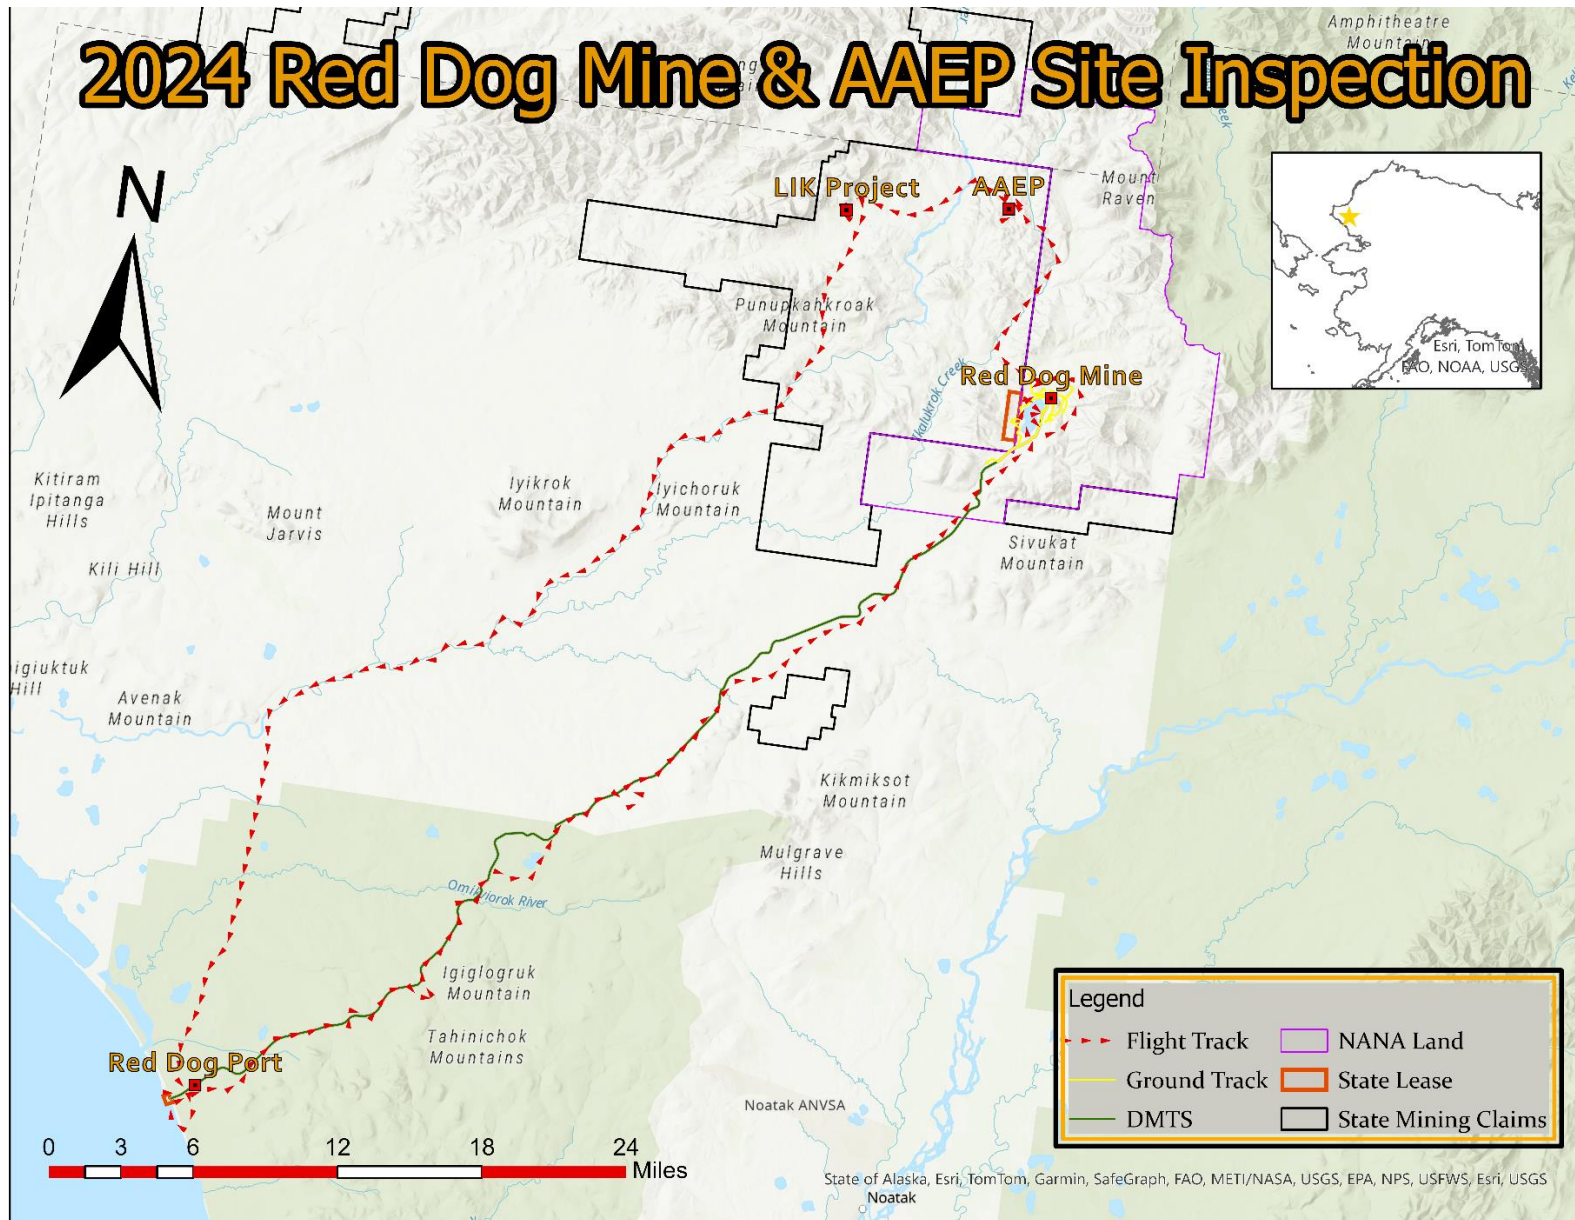 2024 Red Dog Mine & AAEP Site Inspection
Amphitheatre
Mountain
N
LIK Project
AAEP
Mount
Raven
Punupkahkroak
Mountain
Esri, TomTom,
FAO, NOAA, USGS
Red Dog Mine
Ikalukrok Creek
Kitiram
Ipitanga
Hills
Mount
Jarvis
Iyikrok
Mountain
Iyichoruk
Mountain
Sivukat
Mountain
Kili Hill
igiuktuk
Hill
Avenak
Mountain
Kikmiksot
Mountain
Mulgrave
Hills
Omikviorok River
Igiglogruk
Mountain
Tahinichok
Mountains
Red Dog Port
Noatak ANVSA
Legend
Flight Track
NANA Land
Ground Track
State Lease
DMTS
State Mining Claims
0 3 6 12 18 24
Miles
State of Alaska, Esri, TomTom, Garmin, SafeGraph, FAO, METI/NASA, USGS, EPA, NPS, USFWS, Esri, USGS
Noatak